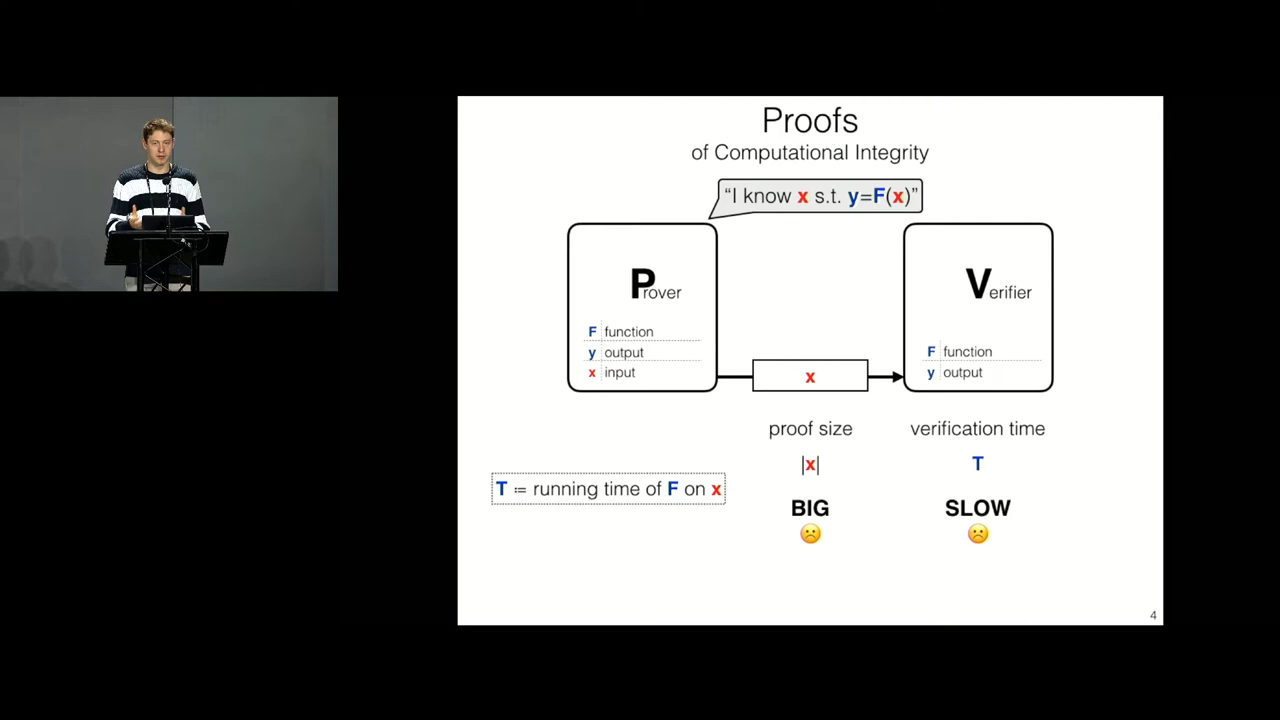 Proofs
of Computational Integrity
“I know x s.t. y=F(x)”
Prover
F function
y output
x input
x
Verifier
F function
y output
proof size
verification time
|x|
T
T ≔ running time of F on x
BIG
SLOW
4